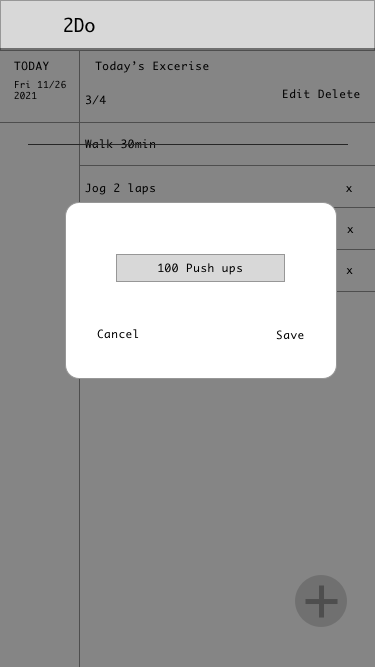 2Do
TODAY
Fri 11/26
2021
Today's Excerise
3/4
Edit Delete
Walk 30min
Jog 2 laps x
x
x
100 Push ups
Cancel Save